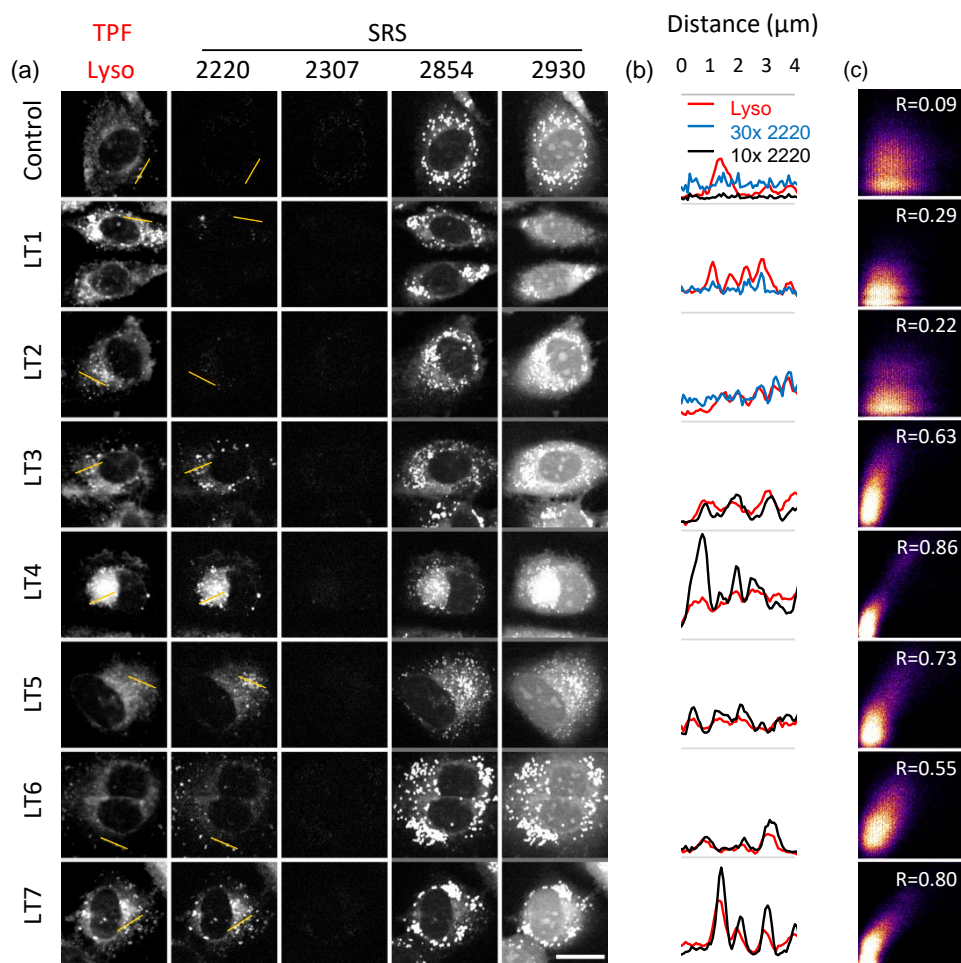 Distance (µm)
TPF SRS
(a) Lyso 2220 2307 2854 2930 (b) 0 1 2 3 4 (c)
Control Lyso R=0.09
30x 2220
10x 2220
LT1 R=0.29
LT2 R=0.22
LT3 R=0.63
LT4 R=0.86
LT5 R=0.73
LT6 R=0.55
LT7 R=0.80